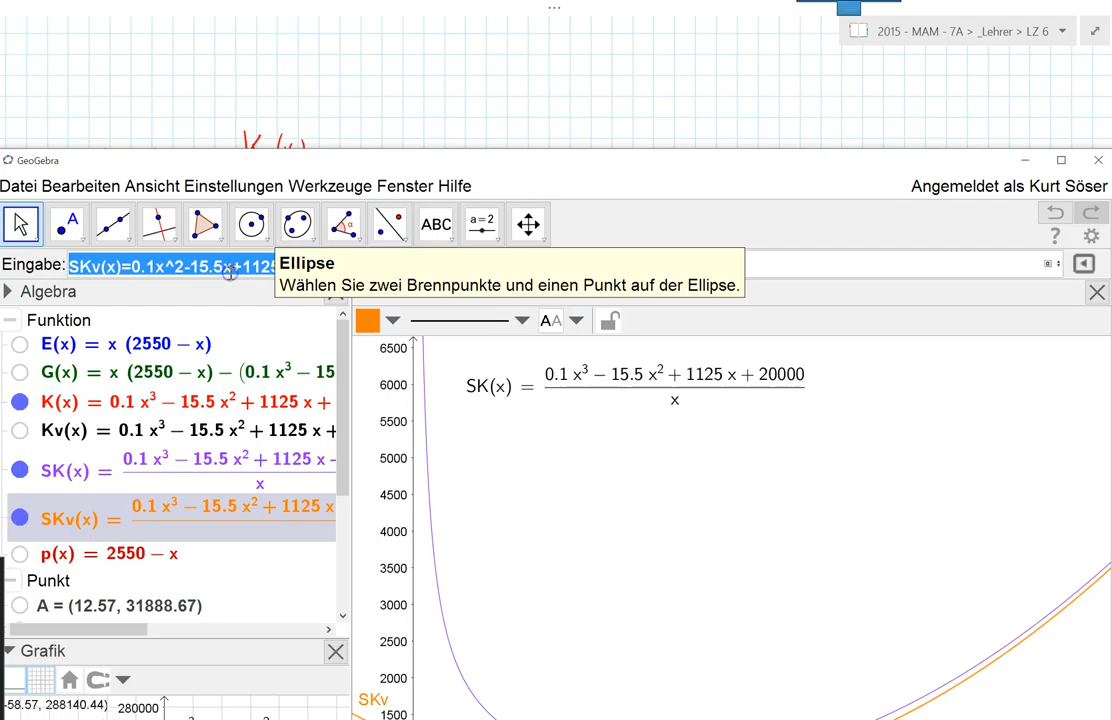 ...
2015 - MAM - 7A > _Lehrer > LZ 6
GeoGebra
Datei Bearbeiten Ansicht Einstellungen Werkzeuge Fenster Hilfe
Angemeldet als Kurt Söser
A
α
ABC
a=2
?
Eingabe: SKv(x)=0.1x^2-15.5x+1125
Ellipse
Wählen Sie zwei Brennpunkte und einen Punkt auf der Ellipse.
Algebra
Funktion
E(x) = x (2550 − x)
G(x) = x (2550 − x) − (0.1 x³ − 15
K(x) = 0.1 x³ − 15.5 x² + 1125 x +
Kv(x) = 0.1 x³ − 15.5 x² + 1125 x +
SK(x) = 0.1 x³ − 15.5 x² + 1125 x −
x
SKv(x) = 0.1 x³ − 15.5 x² + 1125 x
p(x) = 2550 − x
Punkt
A = (12.57, 31888.67)
Grafik
-58.57, 288140.44)
280000
AA
SK(x) = 0.1 x³ − 15.5 x² + 1125 x + 20000
x
6500
6000
5500
5000
4500
4000
3500
3000
2500
2000
1500
SKv